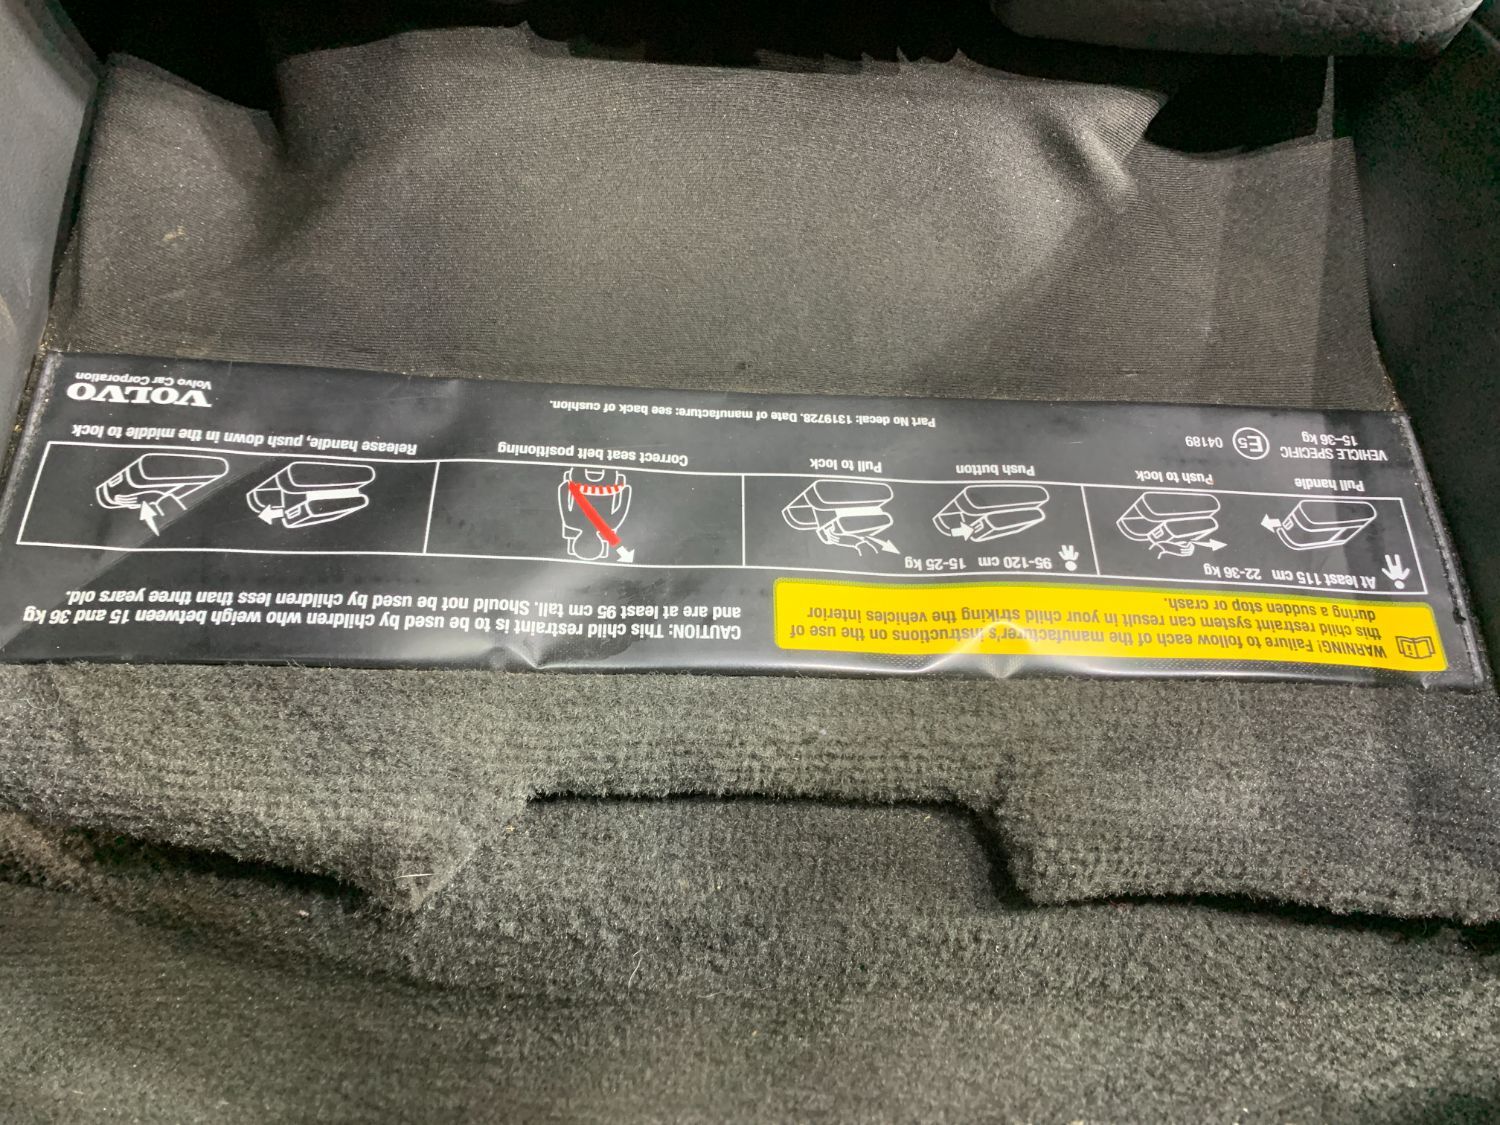 WARNING! Failure to follow each of the manufacturer's instructions on the use of
this child restraint system can result in your child striking the vehicles interior
during a sudden stop or crash.
CAUTION: This child restraint is to be used by children who weigh between 15 and 36 kg
and are at least 95 cm tall. Should not be used by children less than three years old.
At least 115 cm 22-36 kg
95-120 cm 15-25 kg
Pull handle
Push to lock
Push button
Pull to lock
Correct seat belt positioning
Release handle, push down in the middle to lock
VEHICLE SPECIFIC
15–36 kg
E5
04189
Part No decal: 1319728. Date of manufacture: see back of cushion.
VOLVO
Volvo Car Corporation